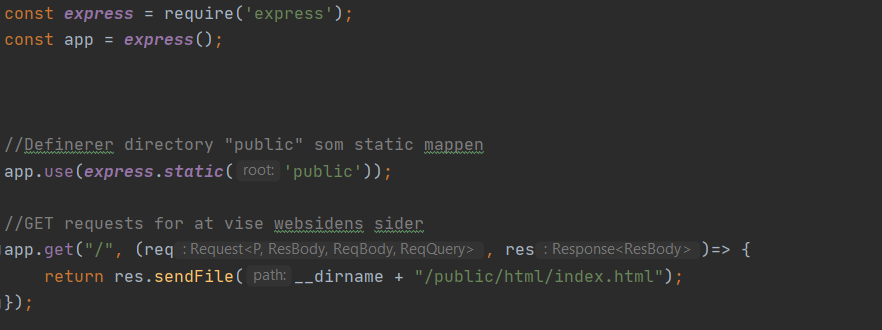 const express = require('express');
const app = express();
//Definerer directory "public" som static mappen
app.use(express.static( root: 'public'));
//GET requests for at vise websidens sider
app.get("/", (req : Request<P, ResBody, ReqBody, ReqQuery> , res : Response<ResBody> )=> {
return res.sendFile( path: __dirname + "/public/html/index.html");
});